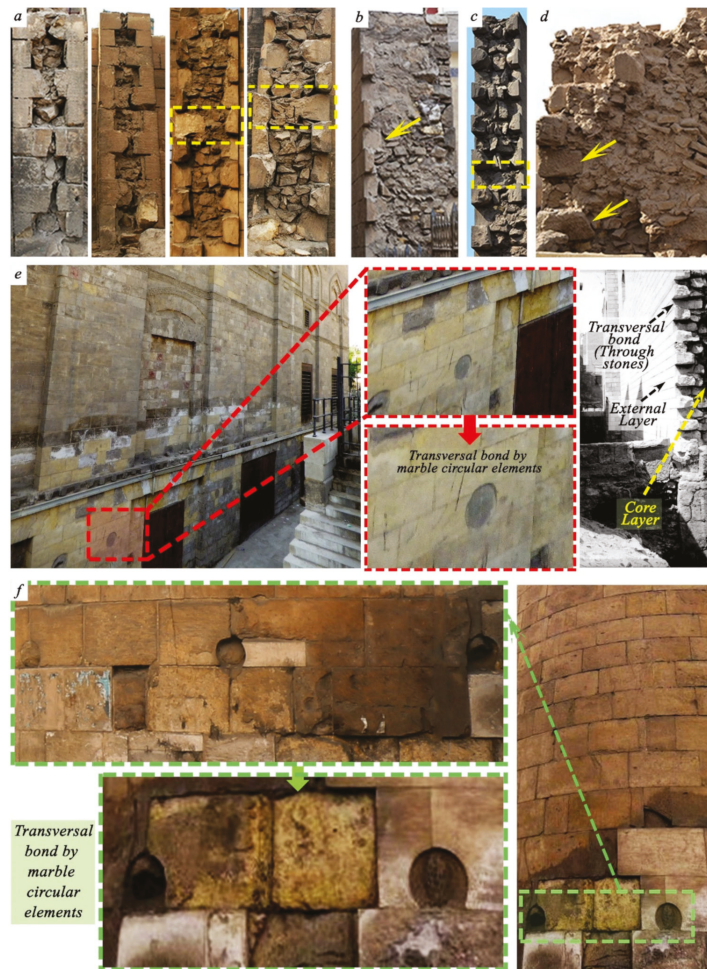 a
b
c
d
e
Transversal
bond
(Through
stones)
External
Layer
Core
Layer
Transversal bond by
marble circular elements
f
Transversal
bond by
marble
circular
elements